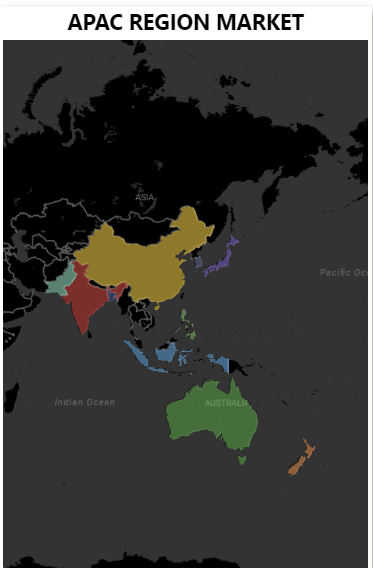 APAC REGION MARKET
ASIA
Pacific Oc
Indian Ocean
AUSTRALIA